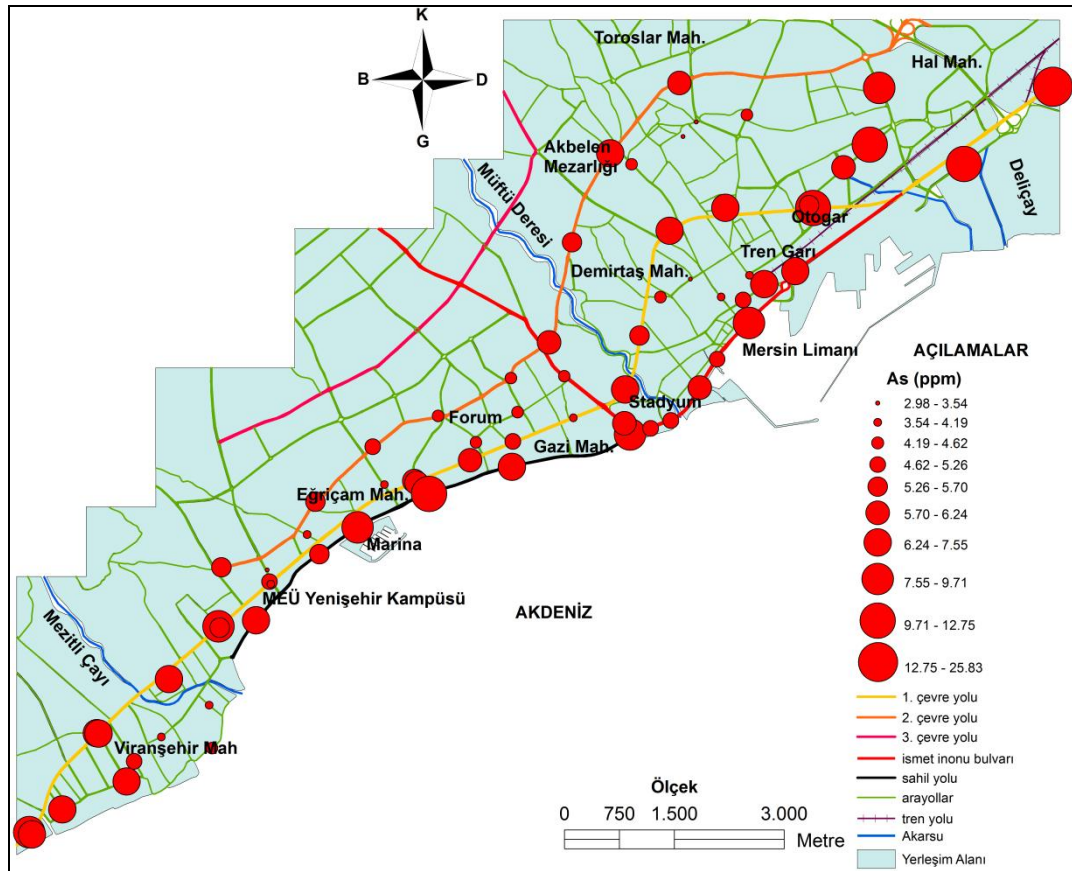 K
B
D
G
Toroslar Mah.
Hal Mah.
Akbelen
Mezarlığı
Müftü Deresi
Deliçay
Otogar
Tren Garı
Demirtaş Mah.
Mersin Limanı
Stadyum
Forum
Gazi Mah.
Eğriçam Mah.
Marina
MEÜ Yenişehir Kampüsü
AKDENİZ
Mezitli Çayı
Viranşehir Mah
AÇILAMALAR
As (ppm)
2.98 - 3.54
3.54 - 4.19
4.19 - 4.62
4.62 - 5.26
5.26 - 5.70
5.70 - 6.24
6.24 - 7.55
7.55 - 9.71
9.71 - 12.75
12.75 - 25.83
1. çevre yolu
2. çevre yolu
3. çevre yolu
ismet inonu bulvarı
sahil yolu
arayollar
tren yolu
Akarsu
Yerleşim Alanı
Ölçek
0 750 1.500 3.000
Metre